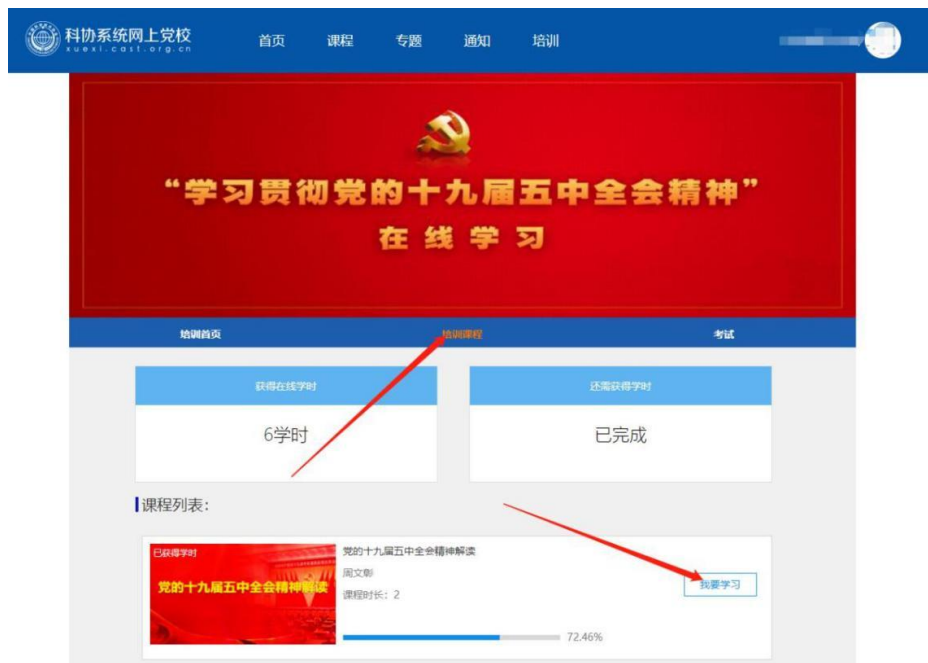 科协系统网上党校
xuexi.cast.org.cn
首页 课程 专题 通知 培训
“学习贯彻党的十九届五中全会精神”
在线学习
培训首页 培训课程 考试
获得在线学时 还需获得学时
6学时 已完成
课程列表：
已获得学时
党的十九届五中全会精神解读
党的十九届五中全会精神解读
周文彰
课程时长：2
我要学习
72.46%